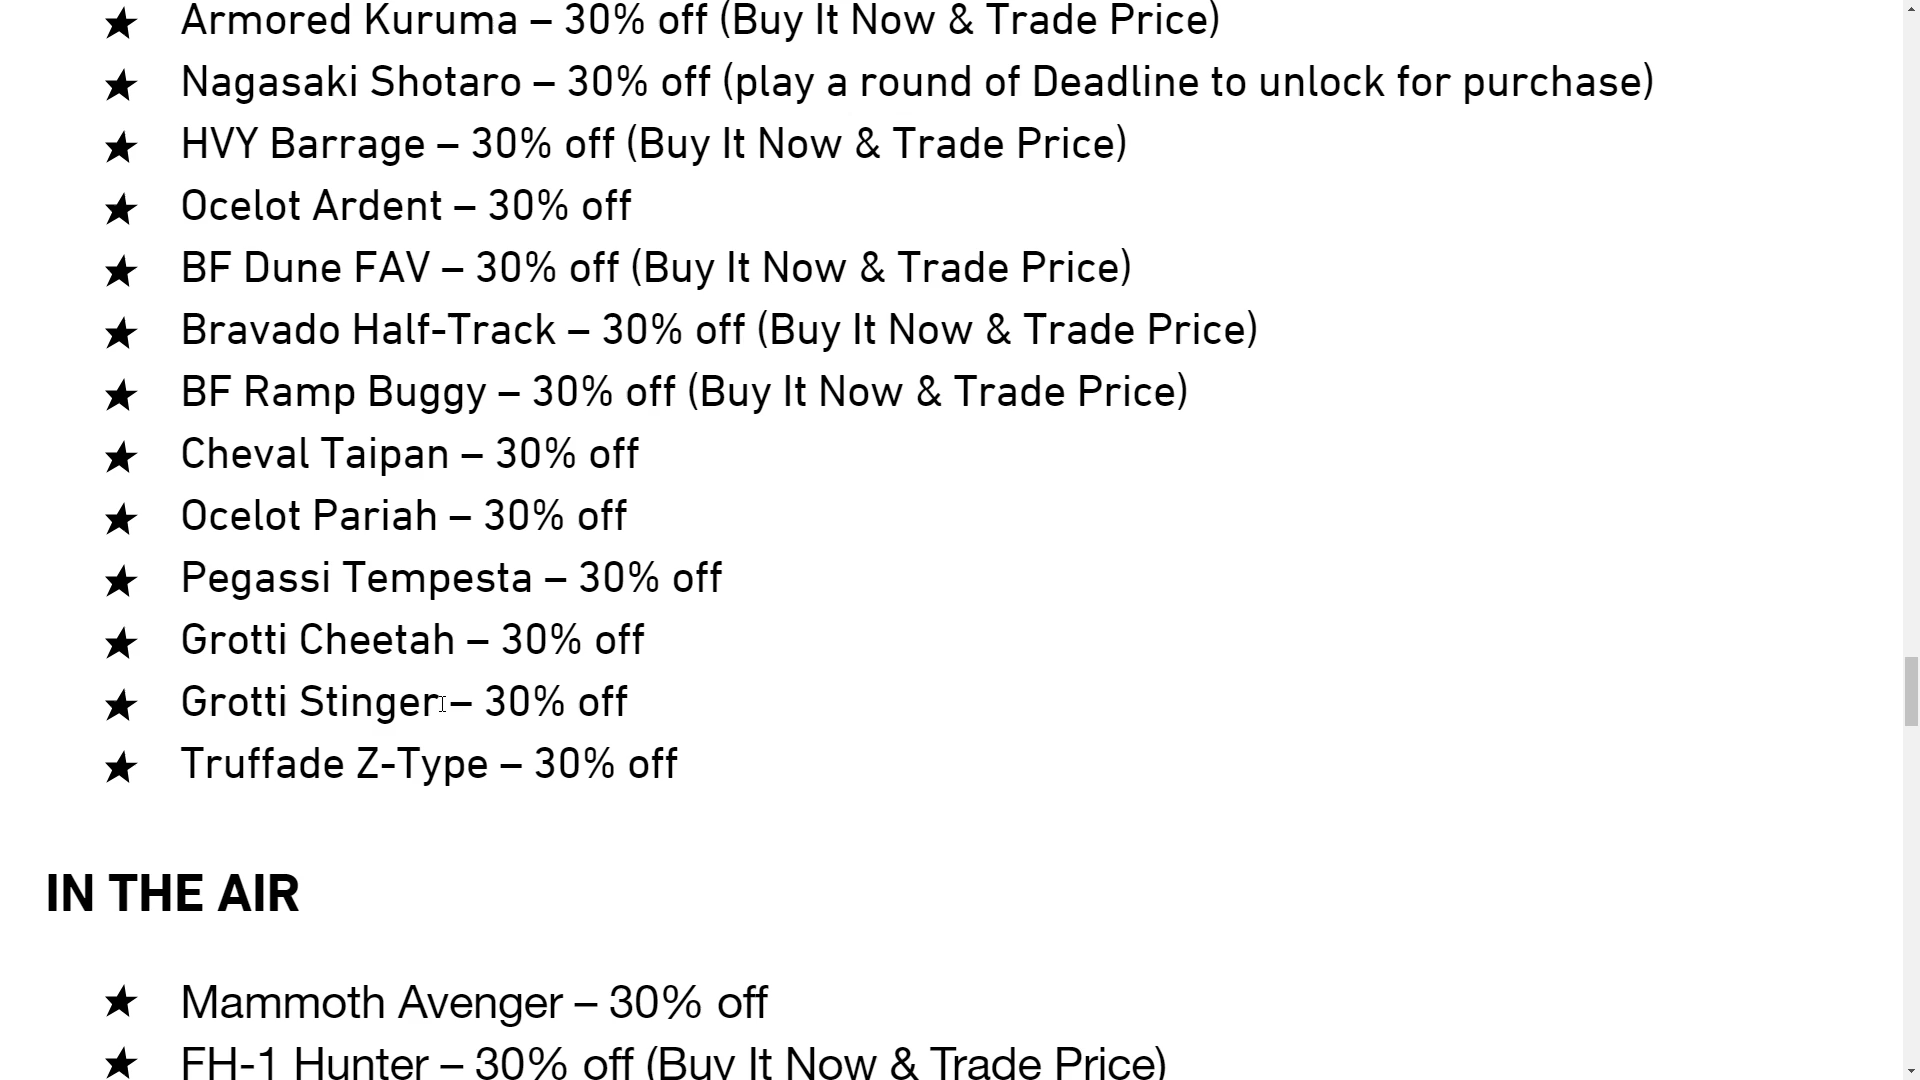 ★ Armored Kuruma – 30% off (Buy It Now & Trade Price)
★ Nagasaki Shotaro – 30% off (play a round of Deadline to unlock for purchase)
★ HVY Barrage – 30% off (Buy It Now & Trade Price)
★ Ocelot Ardent – 30% off
★ BF Dune FAV – 30% off (Buy It Now & Trade Price)
★ Bravado Half-Track – 30% off (Buy It Now & Trade Price)
★ BF Ramp Buggy – 30% off (Buy It Now & Trade Price)
★ Cheval Taipan – 30% off
★ Ocelot Pariah – 30% off
★ Pegassi Tempesta – 30% off
★ Grotti Cheetah – 30% off
★ Grotti Stinger – 30% off
★ Truffade Z-Type – 30% off
IN THE AIR
★ Mammoth Avenger – 30% off
★ FH-1 Hunter – 30% off (Buy It Now & Trade Price)